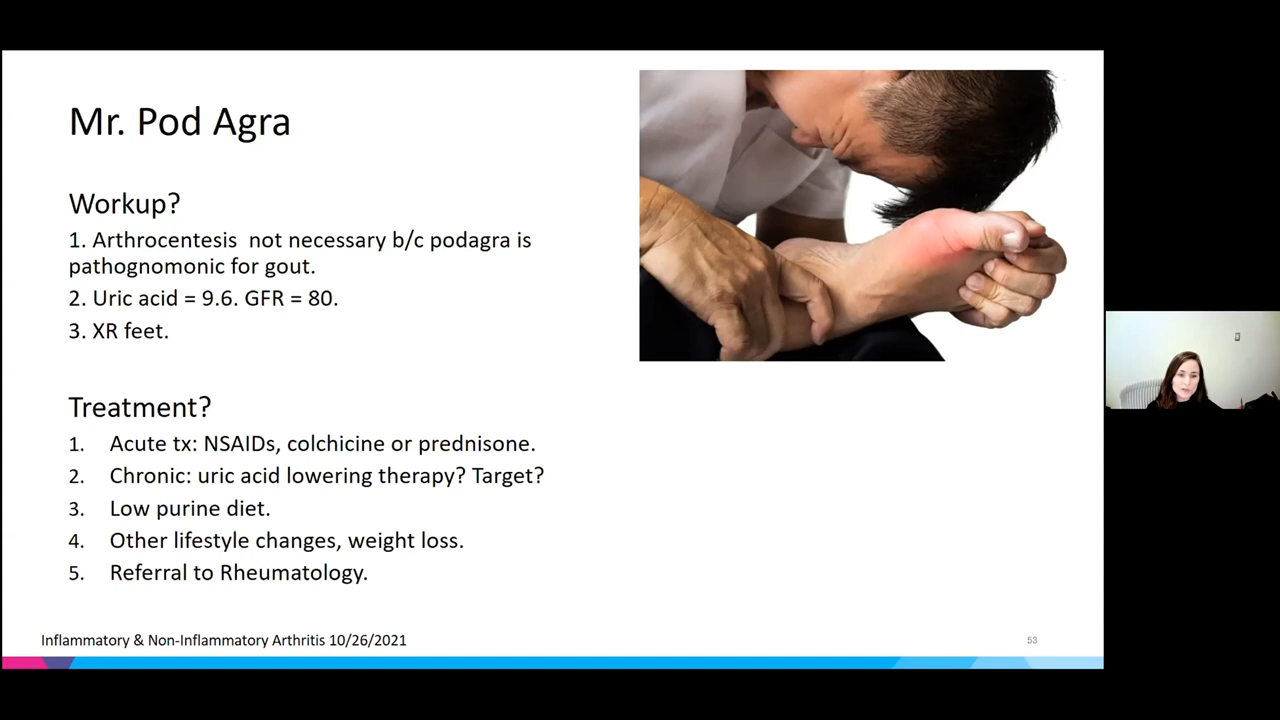 Mr. Pod Agra
Workup?
1. Arthrocentesis not necessary b/c podagra is
pathognomonic for gout.
2. Uric acid = 9.6. GFR = 80.
3. XR feet.
Treatment?
1. Acute tx: NSAIDs, colchicine or prednisone.
2. Chronic: uric acid lowering therapy? Target?
3. Low purine diet.
4. Other lifestyle changes, weight loss.
5. Referral to Rheumatology.
Inflammatory & Non-Inflammatory Arthritis 10/26/2021
53